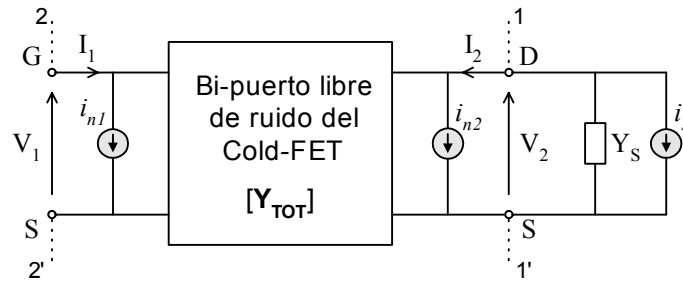 2
1
G
I1
I2
D
in1
Bi-puerto libre
de ruido del
Cold-FET
[YTOT]
in2
V1
V2
YS
S
S
2'
1'